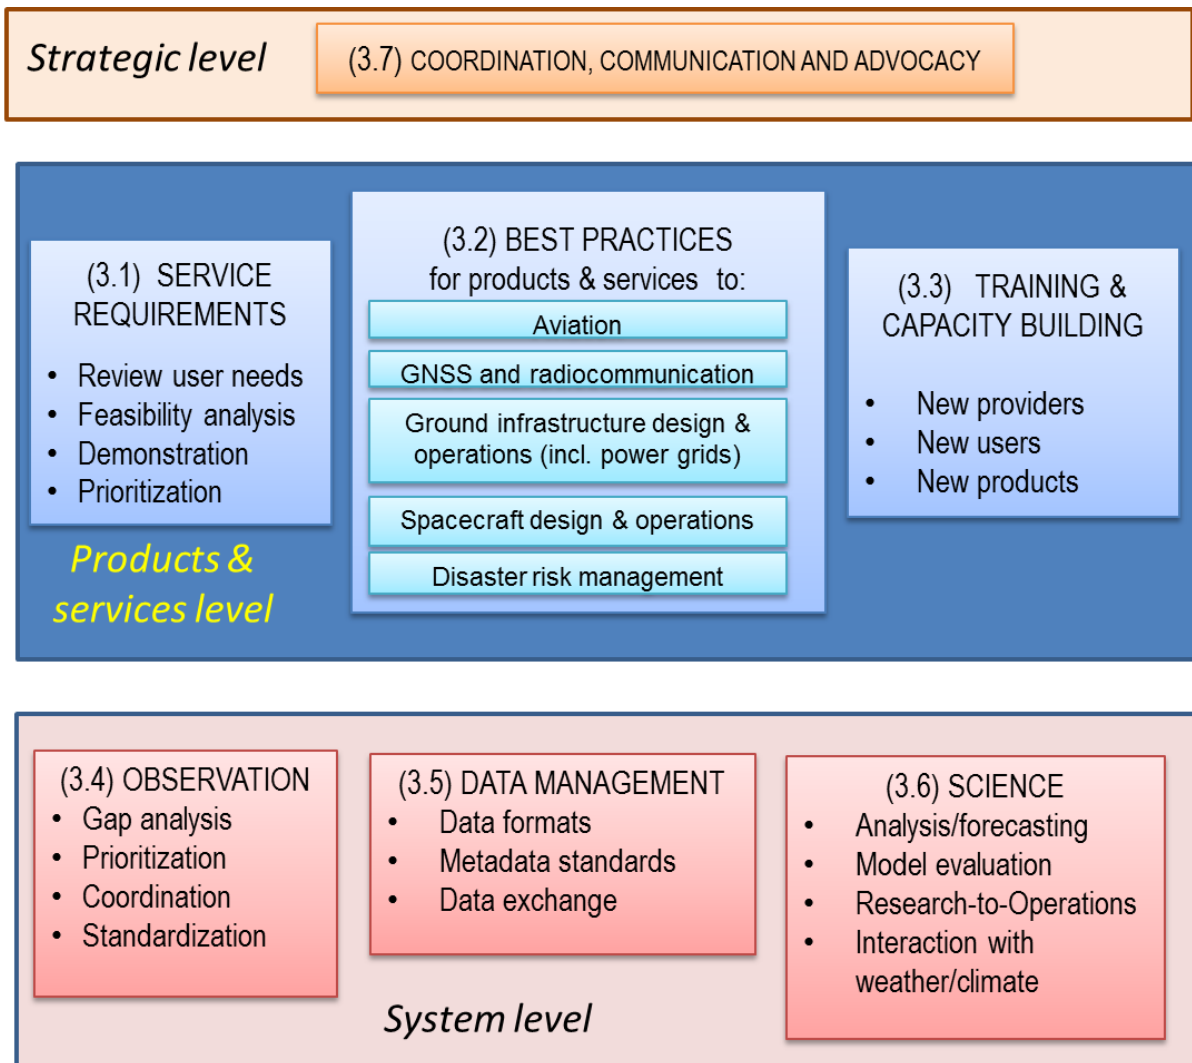 Strategic level
(3.7) COORDINATION, COMMUNICATION AND ADVOCACY
(3.1) SERVICE
REQUIREMENTS
• Review user needs
• Feasibility analysis
• Demonstration
• Prioritization
Products &
services level
(3.2) BEST PRACTICES
for products & services to:
Aviation
GNSS and radiocommunication
Ground infrastructure design &
operations (incl. power grids)
Spacecraft design & operations
Disaster risk management
(3.3) TRAINING &
CAPACITY BUILDING
• New providers
• New users
• New products
(3.4) OBSERVATION
• Gap analysis
• Prioritization
• Coordination
• Standardization
(3.5) DATA MANAGEMENT
• Data formats
• Metadata standards
• Data exchange
(3.6) SCIENCE
• Analysis/forecasting
• Model evaluation
• Research-to-Operations
• Interaction with
weather/climate
System level